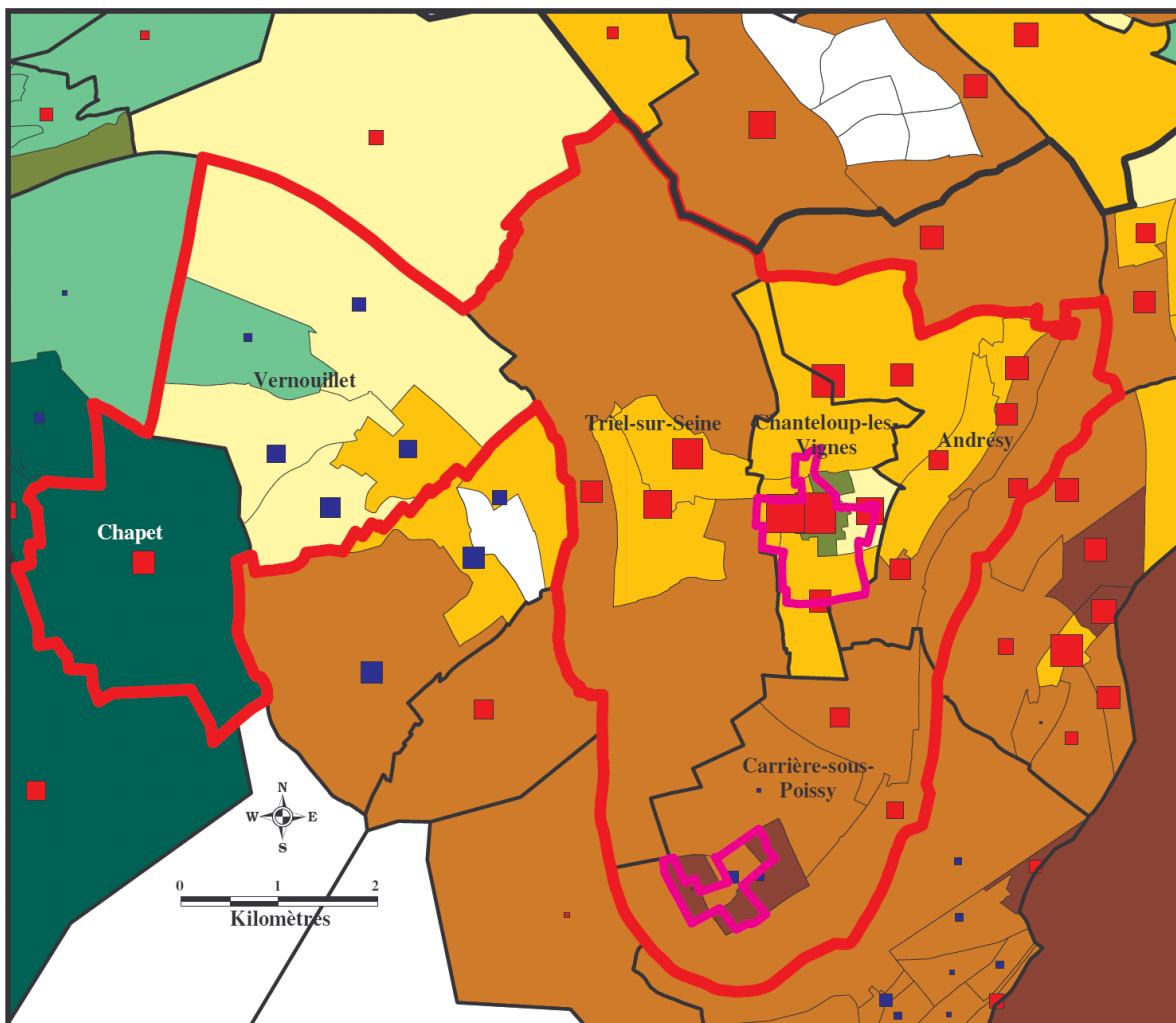 Vernouillet
Triel-sur-Seine
Chanteloup-les-
Vignes
Andrésy
Chapet
Carrière-sous-
Poissy
N
W E
S
0 1 2
Kilomètres